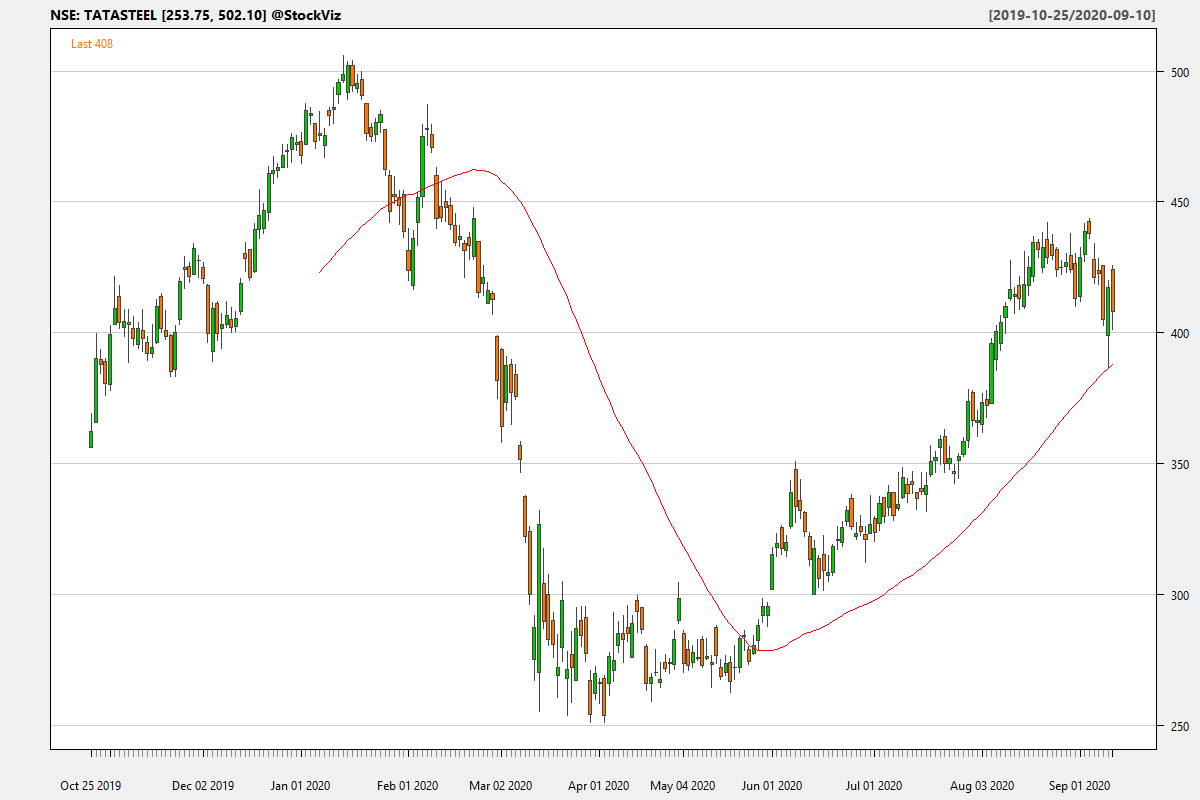 NSE: TATASTEEL [253.75, 502.10] @StockViz [2019-10-25/2020-09-10]
Last 408
500
450
400
350
300
250
Oct 25 2019 Dec 02 2019 Jan 01 2020 Feb 01 2020 Mar 02 2020 Apr 01 2020 May 04 2020 Jun 01 2020 Jul 01 2020 Aug 03 2020 Sep 01 2020